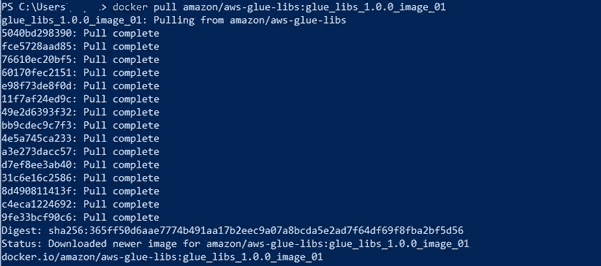 PS C:\Users\ > docker pull amazon/aws-glue-libs:glue_libs_1.0.0_image_01
glue_libs_1.0.0_image_01: Pulling from amazon/aws-glue-libs
5040bd298390: Pull complete
fce5728aad85: Pull complete
76610ec20bf5: Pull complete
60170fec2151: Pull complete
e98f73de8f0d: Pull complete
11f7af24ed9c: Pull complete
49e2d6393f32: Pull complete
bb9cdec9c7f3: Pull complete
4e5a745ca233: Pull complete
a3e273dacc57: Pull complete
d7ef8ee3ab40: Pull complete
31c6e16c2586: Pull complete
8d490811413f: Pull complete
c4eca1224692: Pull complete
9fe33bcf90c6: Pull complete
Digest: sha256:365ff50d6aae7774b491aa17b2eec9a07a8bcda5e2ad7f64df69f8fba2bf5d56
Status: Downloaded newer image for amazon/aws-glue-libs:glue_libs_1.0.0_image_01
docker.io/amazon/aws-glue-libs:glue_libs_1.0.0_image_01